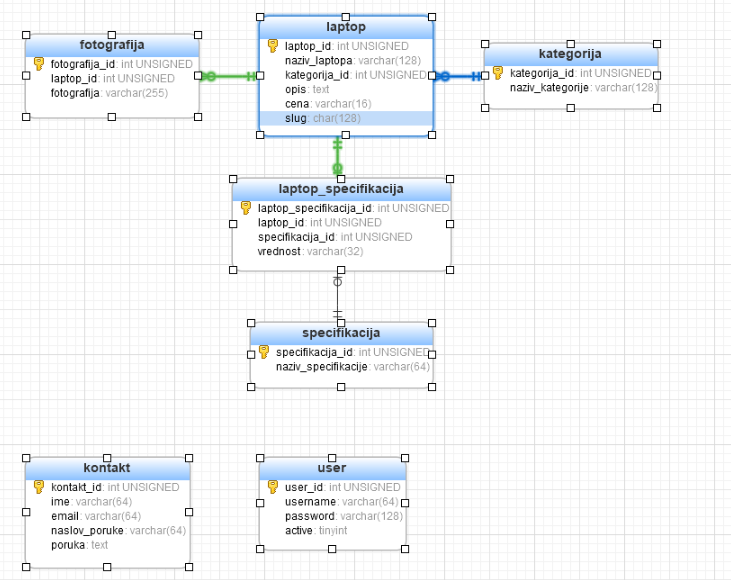 fotografija
fotografija_id: int UNSIGNED
laptop_id: int UNSIGNED
fotografija: varchar(255)
laptop
laptop_id: int UNSIGNED
naziv_laptopa: varchar(128)
kategorija_id: int UNSIGNED
opis: text
cena: varchar(16)
slug: char(128)
kategorija
kategorija_id: int UNSIGNED
naziv_kategorije: varchar(128)
laptop_specifikacija
laptop_specifikacija_id: int UNSIGNED
laptop_id: int UNSIGNED
specifikacija_id: int UNSIGNED
vrednost: varchar(32)
specifikacija
specifikacija_id: int UNSIGNED
naziv_specifikacije: varchar(64)
kontakt
kontakt_id: int UNSIGNED
ime: varchar(64)
email: varchar(64)
naslov_poruke: varchar(64)
poruka: text
user
user_id: int UNSIGNED
username: varchar(64)
password: varchar(128)
active: tinyint